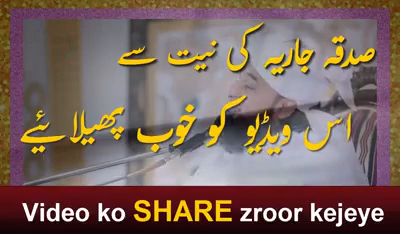 صدقہ جاریہ کی نیت سے
اس ویڈیو کو خوب پھیلائیے
Video ko SHARE zroor kejeye